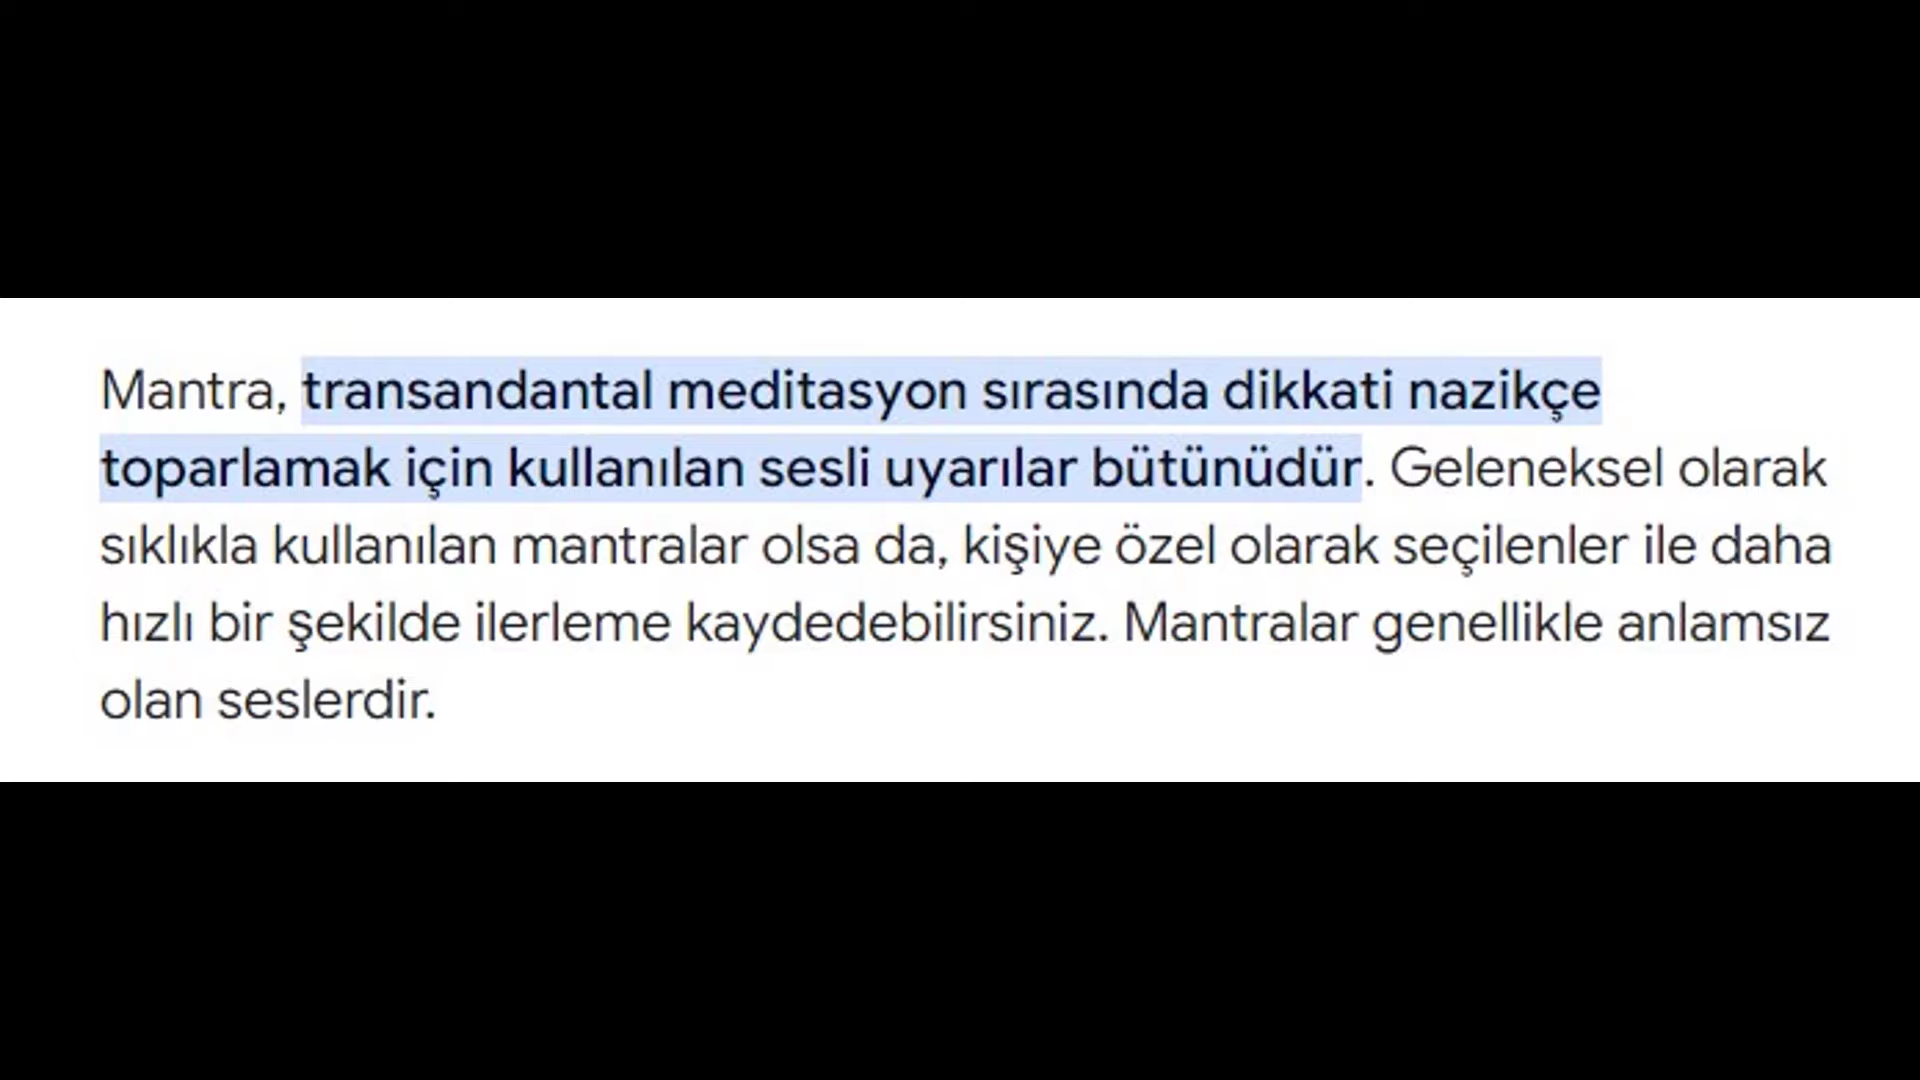 Mantra, transandantal meditasyon sırasında dikkati nazikçe
toparlamak için kullanılan sesli uyarılar bütünüdür. Geleneksel olarak
sıklıkla kullanılan mantralar olsa da, kişiye özel olarak seçilenler ile daha
hızlı bir şekilde ilerleme kaydedebilirsiniz. Mantralar genellikle anlamsız
olan seslerdir.